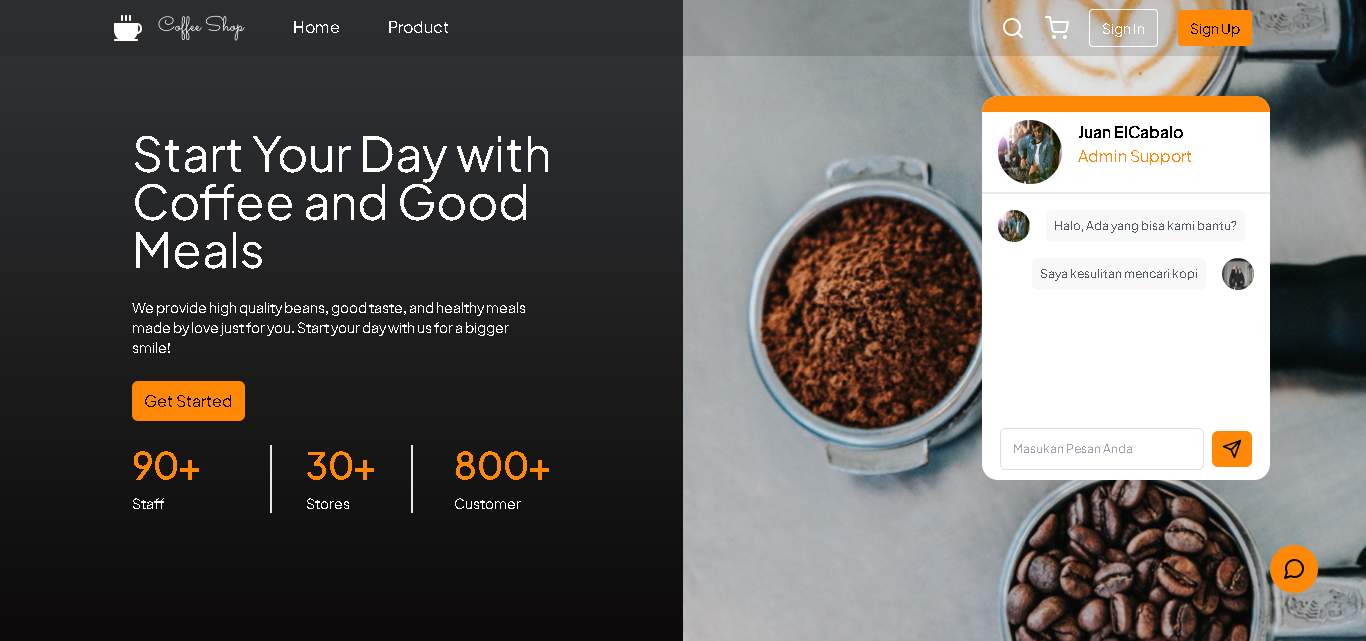 Coffee Shop
Home
Product
Sign In
Sign Up
Start Your Day with
Coffee and Good
Meals
We provide high quality beans, good taste, and healthy meals
made by love just for you. Start your day with us for a bigger
smile!
Get Started
90+
Staff
30+
Stores
800+
Customer
Juan ElCabalo
Admin Support
Halo, Ada yang bisa kami bantu?
Saya kesulitan mencari kopi
Masukan Pesan Anda